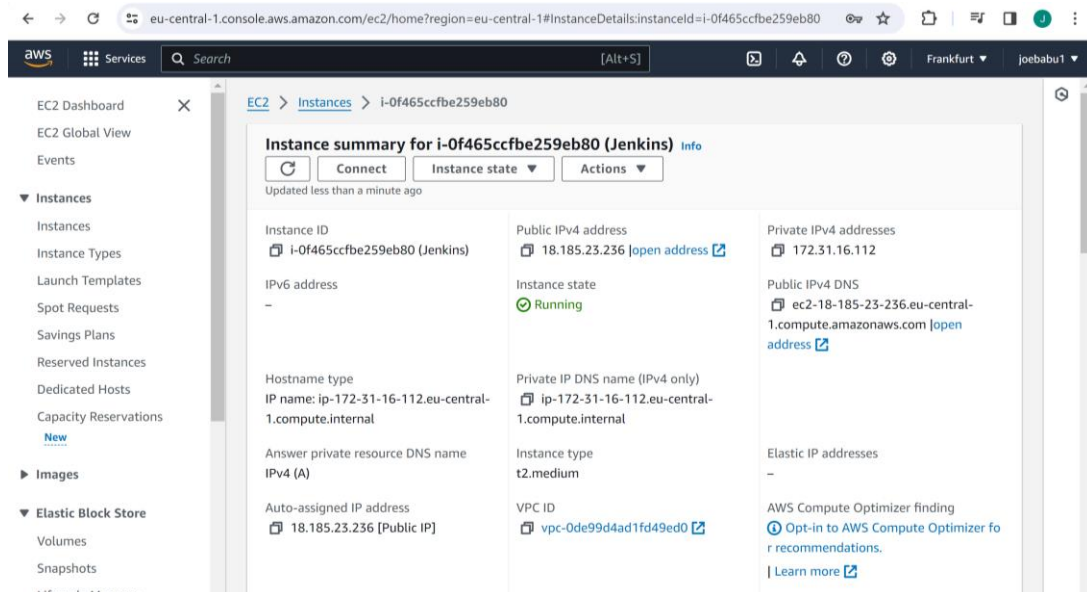 eu-central-1.console.aws.amazon.com/ec2/home?region=eu-central-1#InstanceDetails:instanceId=i-0f465ccfbe259eb80
J
aws
Services
Search
[Alt+S]
Frankfurt
joebabu1
EC2 Dashboard
EC2 Global View
Events
Instances
Instances
Instance Types
Launch Templates
Spot Requests
Savings Plans
Reserved Instances
Dedicated Hosts
Capacity Reservations
New
Images
Elastic Block Store
Volumes
Snapshots
EC2 > Instances > i-0f465ccfbe259eb80
Instance summary for i-0f465ccfbe259eb80 (Jenkins) Info
Connect
Instance state
Actions
Updated less than a minute ago
Instance ID
i-0f465ccfbe259eb80 (Jenkins)
Public IPv4 address
18.185.23.236 |open address
Private IPv4 addresses
172.31.16.112
IPv6 address
–
Instance state
Running
Public IPv4 DNS
ec2-18-185-23-236.eu-central-
1.compute.amazonaws.com |open
address
Hostname type
IP name: ip-172-31-16-112.eu-central-
1.compute.internal
Private IP DNS name (IPv4 only)
ip-172-31-16-112.eu-central-
1.compute.internal
Answer private resource DNS name
IPv4 (A)
Instance type
t2.medium
Elastic IP addresses
–
Auto-assigned IP address
18.185.23.236 [Public IP]
VPC ID
vpc-0de99d4ad1fd49ed0
AWS Compute Optimizer finding
Opt-in to AWS Compute Optimizer fo
r recommendations.
| Learn more